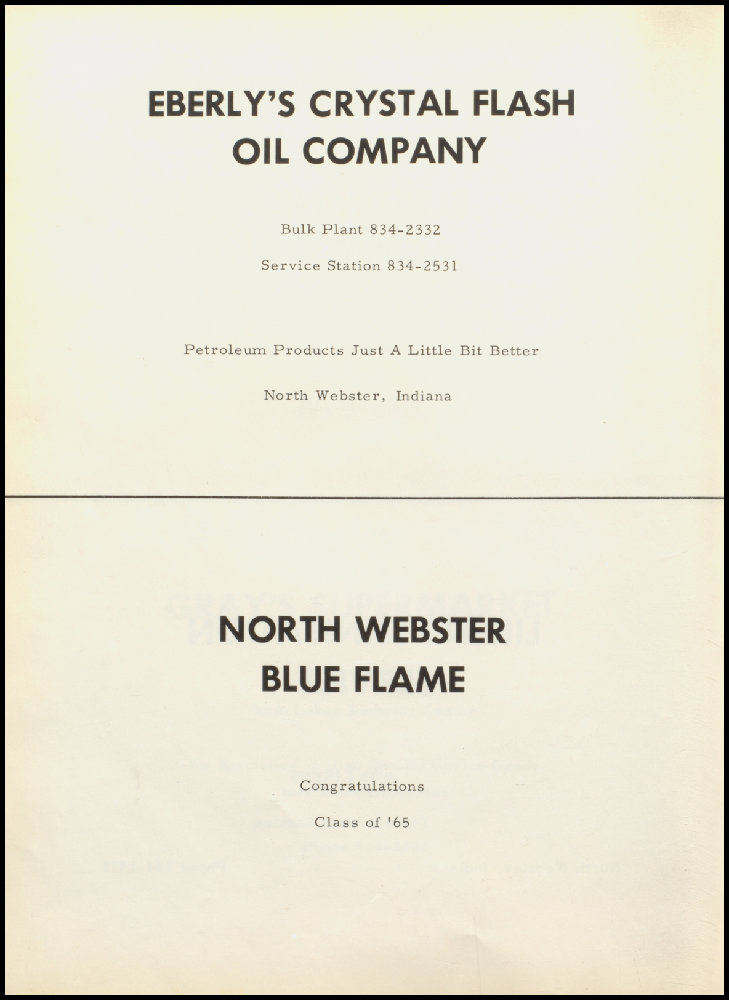 EBERLY'S CRYSTAL FLASH
OIL COMPANY
Bulk Plant 834-2332
Service Station 834-2531
Petroleum Products Just A Little Bit Better
North Webster, Indiana
NORTH WEBSTER
BLUE FLAME
Congratulations
Class of '65